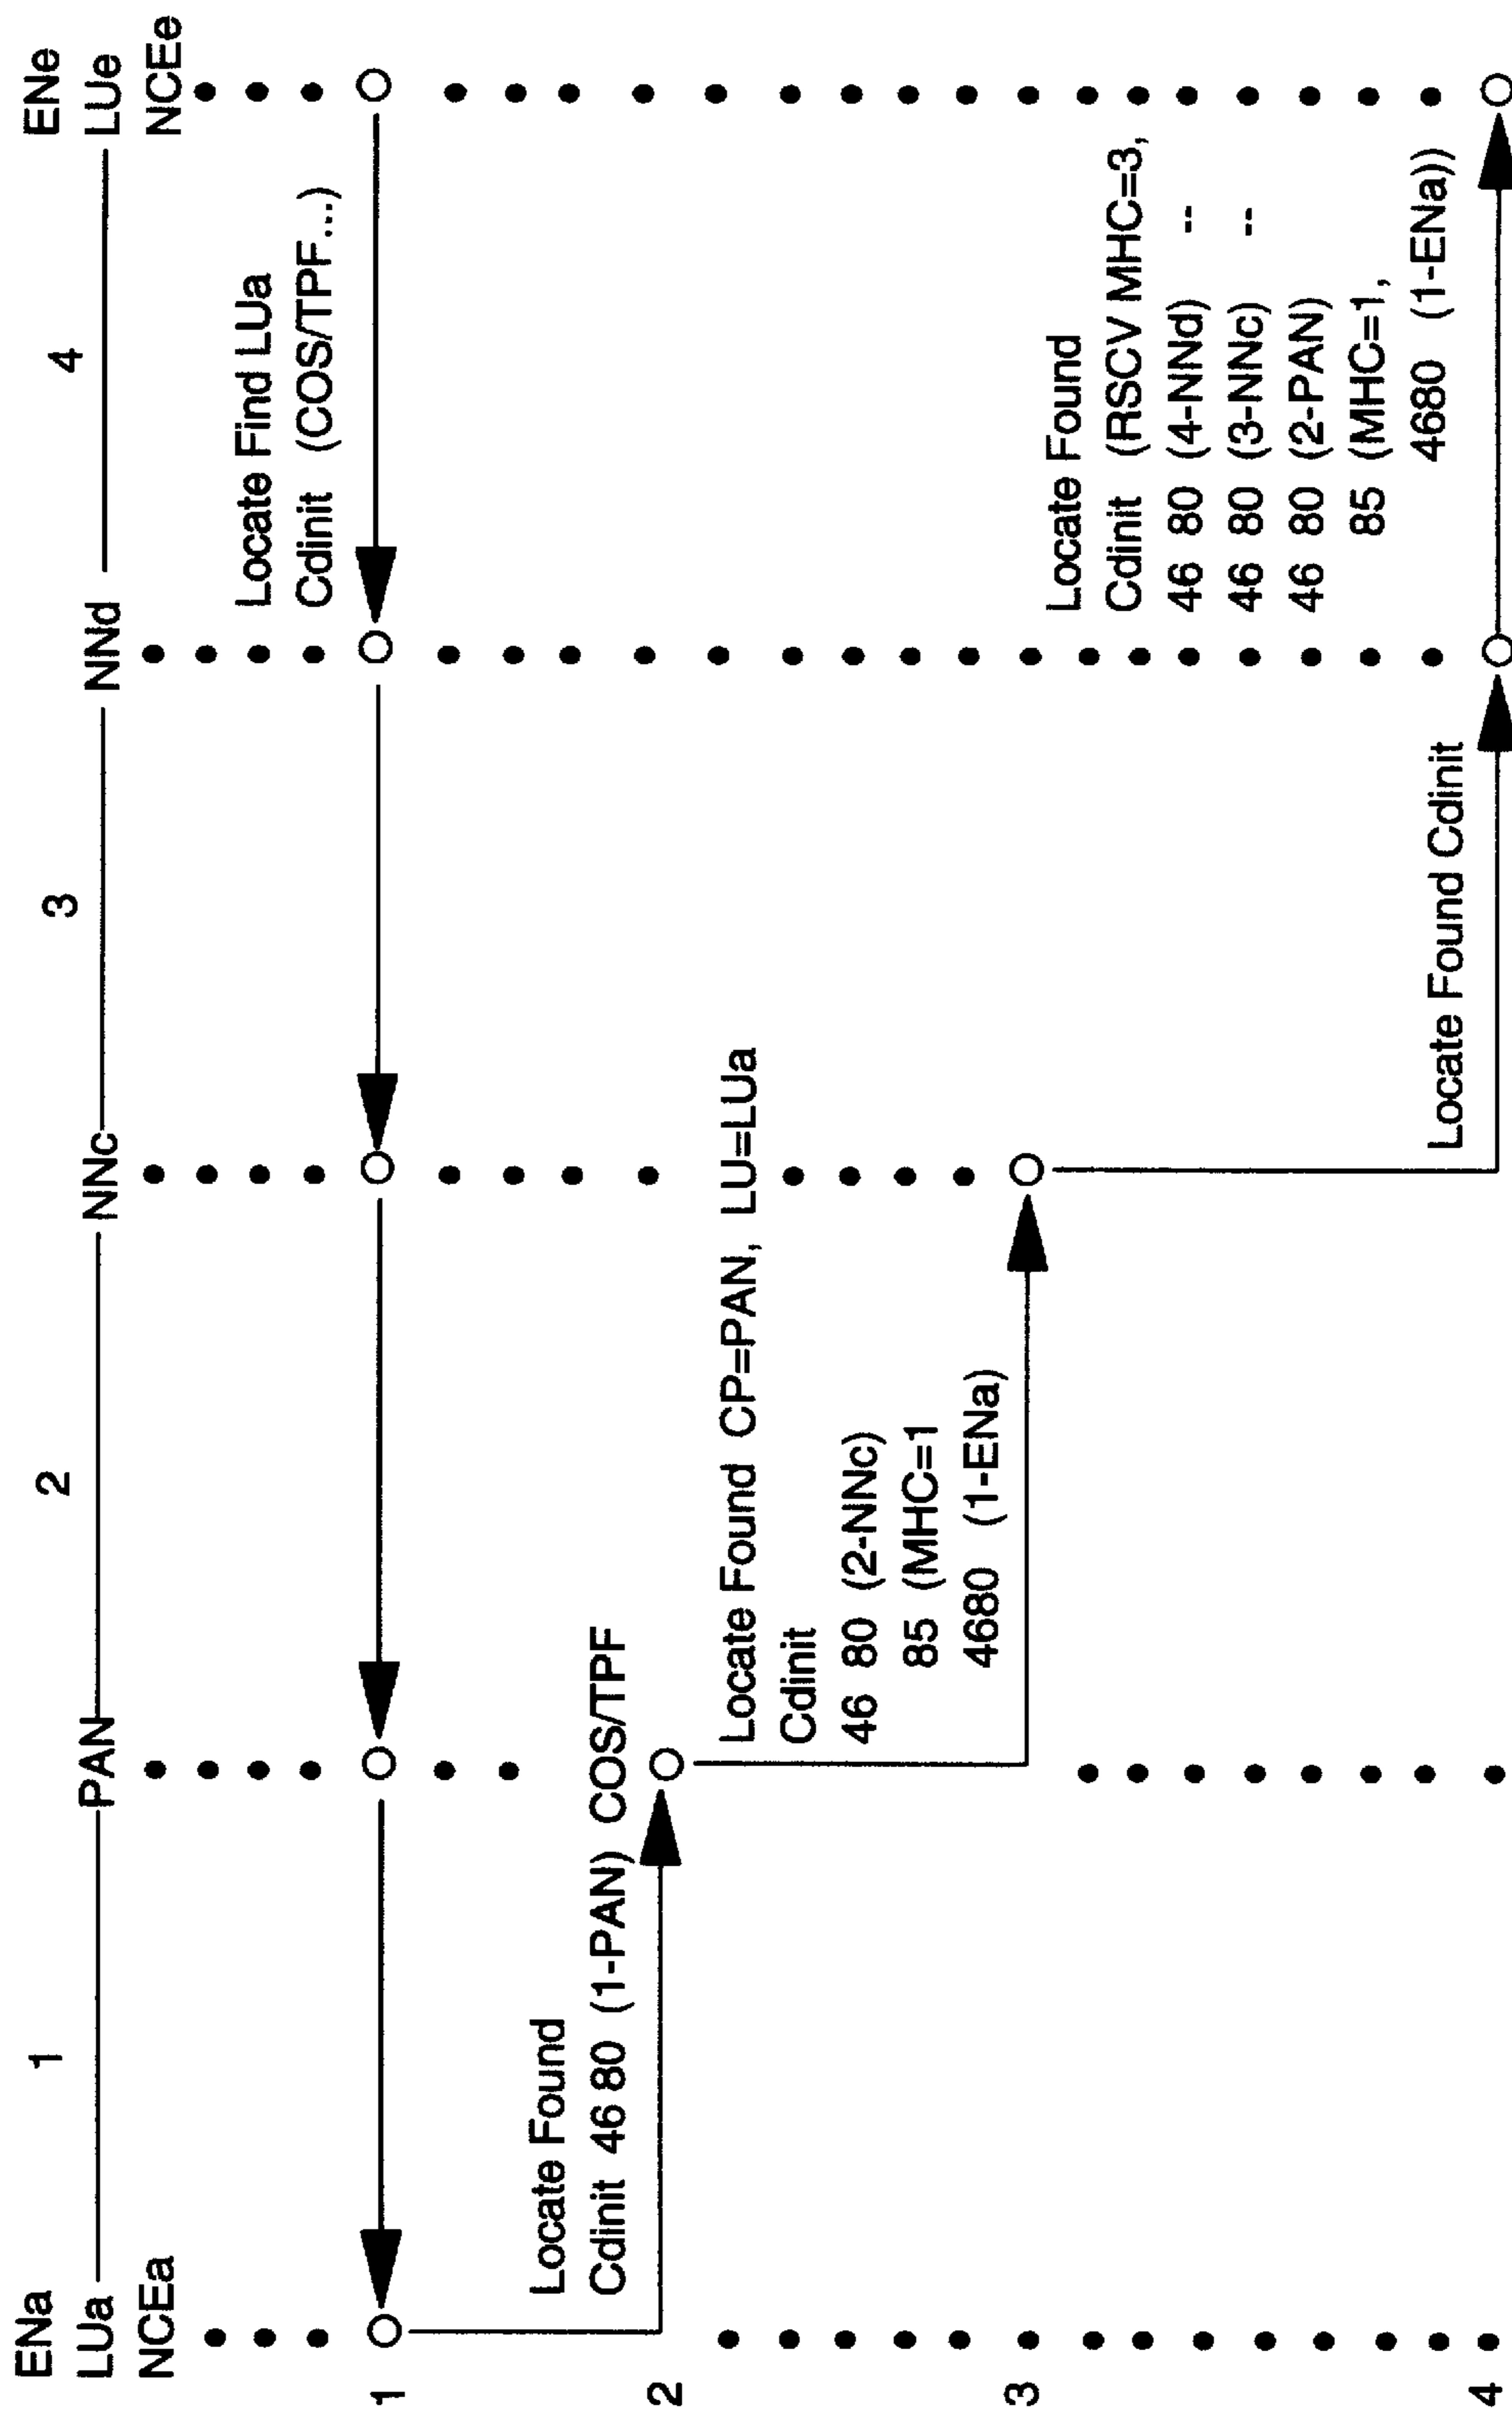 ENa
LUa
NCEa
1
PAN
2
NNc
3
NNd
4
ENe
LUe
NCEe
1
Locate Find LUa
Cdinit (COS/TPF...)
Locate Found
Cdinit 46 80 (1-PAN) COS/TPF
2
Locate Found CP=PAN, LU=LUa
Cdinit
46 80 (2-NNc)
85 (MHC=1
4680 (1-ENa)
3
Locate Found
Cdinit (RSCV MHC=3,
46 80 (4-NNd) --
46 80 (3-NNc) --
46 80 (2-PAN)
85 (MHC=1,
4680 (1-ENa))
Locate Found Cdinit
4